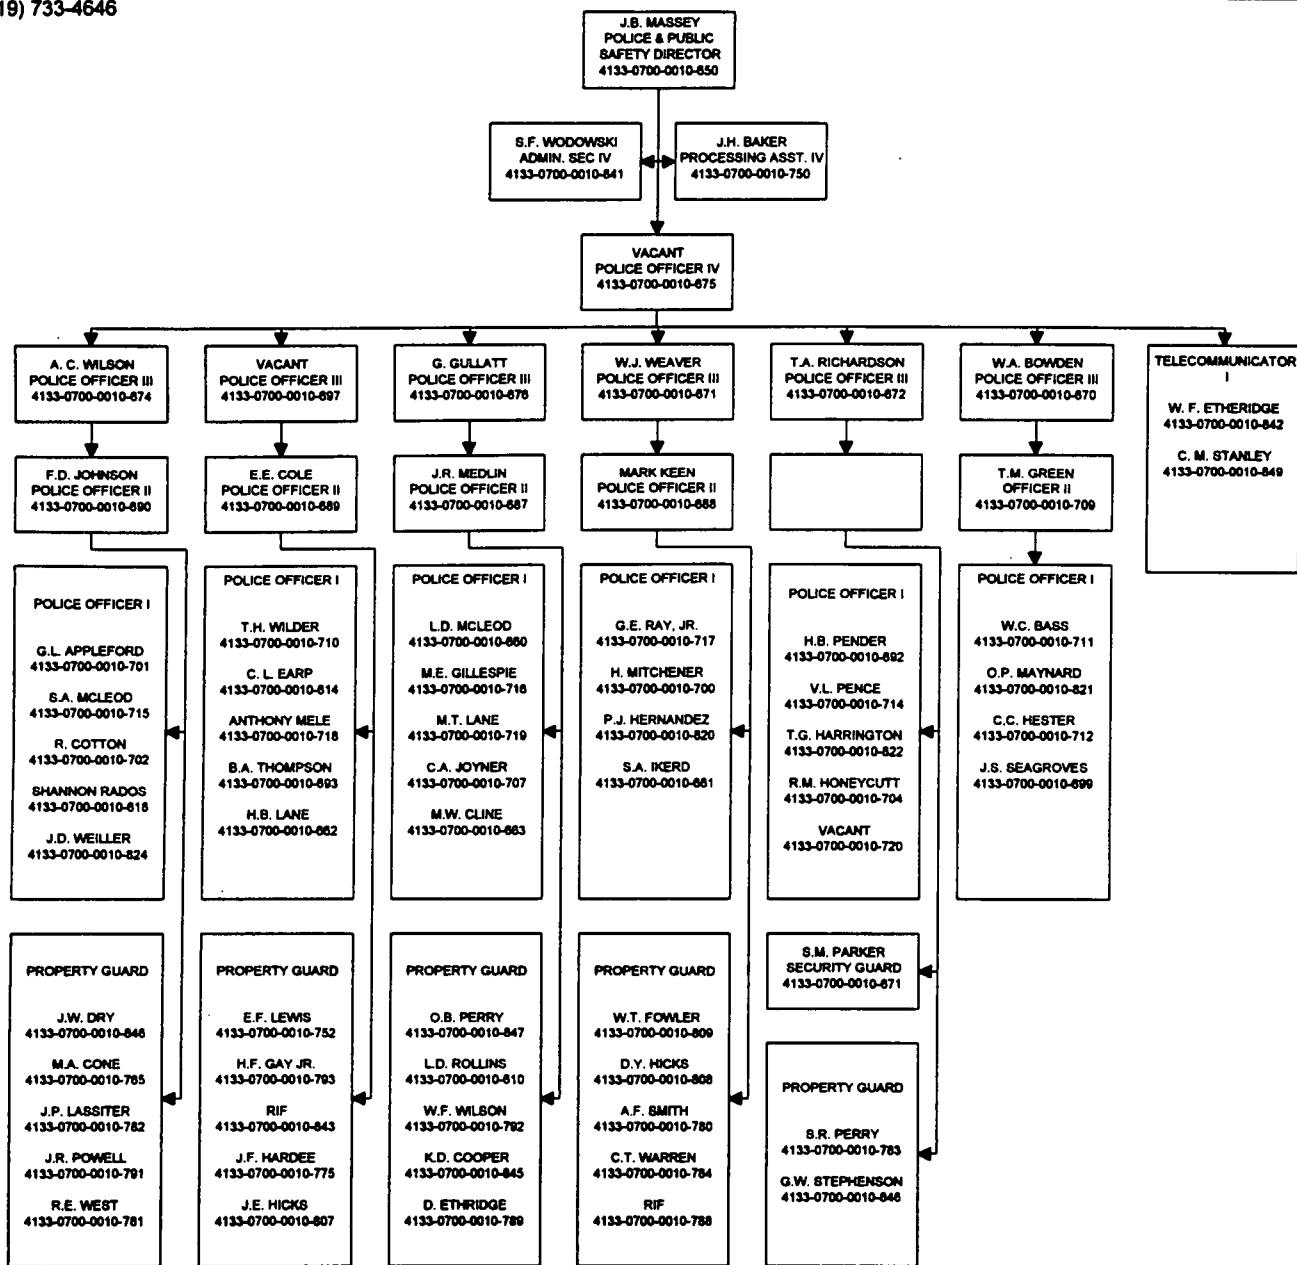 19) 733-4646
J.B. MASSEY
POLICE & PUBLIC
SAFETY DIRECTOR
4133-0700-0010-650
S.F. WODOWSKI
ADMIN. SEC IV
4133-0700-0010-641
J.H. BAKER
PROCESSING ASST. IV
4133-0700-0010-750
VACANT
POLICE OFFICER IV
4133-0700-0010-675
A. C. WILSON
POLICE OFFICER III
4133-0700-0010-674
VACANT
POLICE OFFICER III
4133-0700-0010-697
G. GULLATT
POLICE OFFICER III
4133-0700-0010-676
W.J. WEAVER
POLICE OFFICER III
4133-0700-0010-671
T.A. RICHARDSON
POLICE OFFICER III
4133-0700-0010-672
W.A. BOWDEN
POLICE OFFICER III
4133-0700-0010-670
TELECOMMUNICATOR
I
W. F. ETHERIDGE
4133-0700-0010-842
C. M. STANLEY
4133-0700-0010-849
F.D. JOHNSON
POLICE OFFICER II
4133-0700-0010-690
E.E. COLE
POLICE OFFICER II
4133-0700-0010-689
J.R. MEDLIN
POLICE OFFICER II
4133-0700-0010-687
MARK KEEN
POLICE OFFICER II
4133-0700-0010-688
T.M. GREEN
OFFICER II
4133-0700-0010-709
POLICE OFFICER I
G.L. APPLEFORD
4133-0700-0010-701
S.A. MCLEOD
4133-0700-0010-715
R. COTTON
4133-0700-0010-702
SHANNON RADOS
4133-0700-0010-818
J.D. WEILLER
4133-0700-0010-824
POLICE OFFICER I
T.H. WILDER
4133-0700-0010-710
C. L. EARP
4133-0700-0010-814
ANTHONY MELE
4133-0700-0010-718
B.A. THOMPSON
4133-0700-0010-693
H.B. LANE
4133-0700-0010-662
POLICE OFFICER I
L.D. MCLEOD
4133-0700-0010-660
M.E. GILLESPIE
4133-0700-0010-716
M.T. LANE
4133-0700-0010-719
C.A. JOYNER
4133-0700-0010-707
M.W. CLINE
4133-0700-0010-663
POLICE OFFICER I
G.E. RAY, JR.
4133-0700-0010-717
H. MITCHENER
4133-0700-0010-700
P.J. HERNANDEZ
4133-0700-0010-820
S.A. IKERD
4133-0700-0010-661
POLICE OFFICER I
H.B. PENDER
4133-0700-0010-692
V.L. PENCE
4133-0700-0010-714
T.G. HARRINGTON
4133-0700-0010-822
R.M. HONEYCUTT
4133-0700-0010-704
VACANT
4133-0700-0010-720
POLICE OFFICER I
W.C. BASS
4133-0700-0010-711
O.P. MAYNARD
4133-0700-0010-821
C.C. HESTER
4133-0700-0010-712
J.S. SEAGROVES
4133-0700-0010-699
PROPERTY GUARD
J.W. DRY
4133-0700-0010-846
M.A. CONE
4133-0700-0010-765
J.P. LASSITER
4133-0700-0010-782
J.R. POWELL
4133-0700-0010-791
R.E. WEST
4133-0700-0010-781
PROPERTY GUARD
E.F. LEWIS
4133-0700-0010-752
H.F. GAY JR.
4133-0700-0010-793
RIF
4133-0700-0010-843
J.F. HARDEE
4133-0700-0010-775
J.E. HICKS
4133-0700-0010-807
PROPERTY GUARD
O.B. PERRY
4133-0700-0010-847
L.D. ROLLINS
4133-0700-0010-810
W.F. WILSON
4133-0700-0010-792
K.D. COOPER
4133-0700-0010-845
D. ETHRIDGE
4133-0700-0010-789
PROPERTY GUARD
W.T. FOWLER
4133-0700-0010-809
D.Y. HICKS
4133-0700-0010-808
A.F. SMITH
4133-0700-0010-780
C.T. WARREN
4133-0700-0010-784
RIF
4133-0700-0010-788
S.M. PARKER
SECURITY GUARD
4133-0700-0010-871
PROPERTY GUARD
S.R. PERRY
4133-0700-0010-783
G.W. STEPHENSON
4133-0700-0010-848